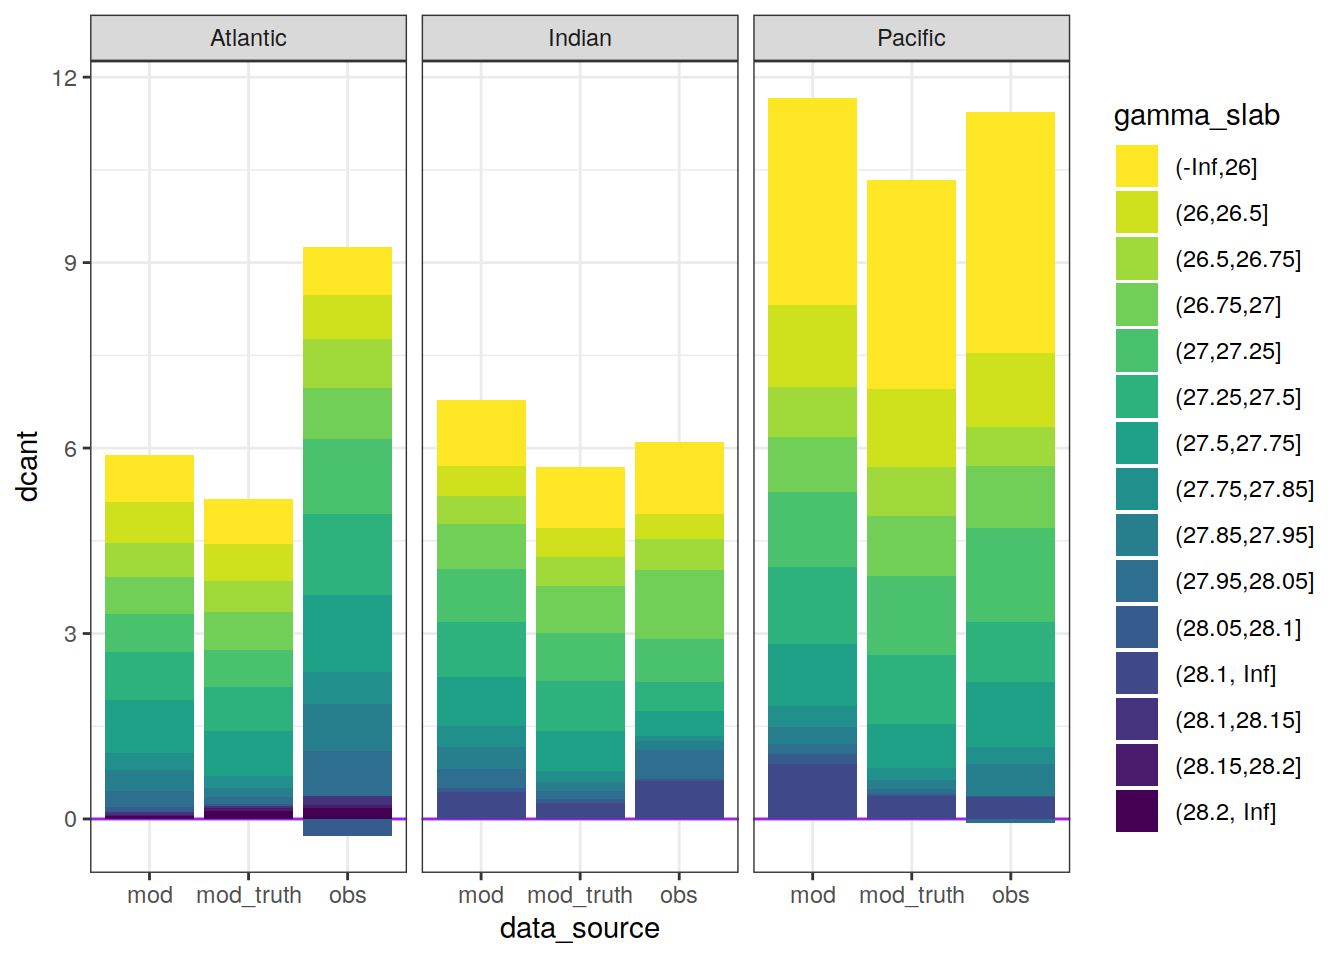 Atlantic
Indian
Pacific
12
9
6
3
0
dcant
mod
mod_truth
obs
mod
mod_truth
obs
mod
mod_truth
obs
data_source
gamma_slab
(-Inf,26]
(26,26.5]
(26.5,26.75]
(26.75,27]
(27,27.25]
(27.25,27.5]
(27.5,27.75]
(27.75,27.85]
(27.85,27.95]
(27.95,28.05]
(28.05,28.1]
(28.1, Inf]
(28.1,28.15]
(28.15,28.2]
(28.2, Inf]